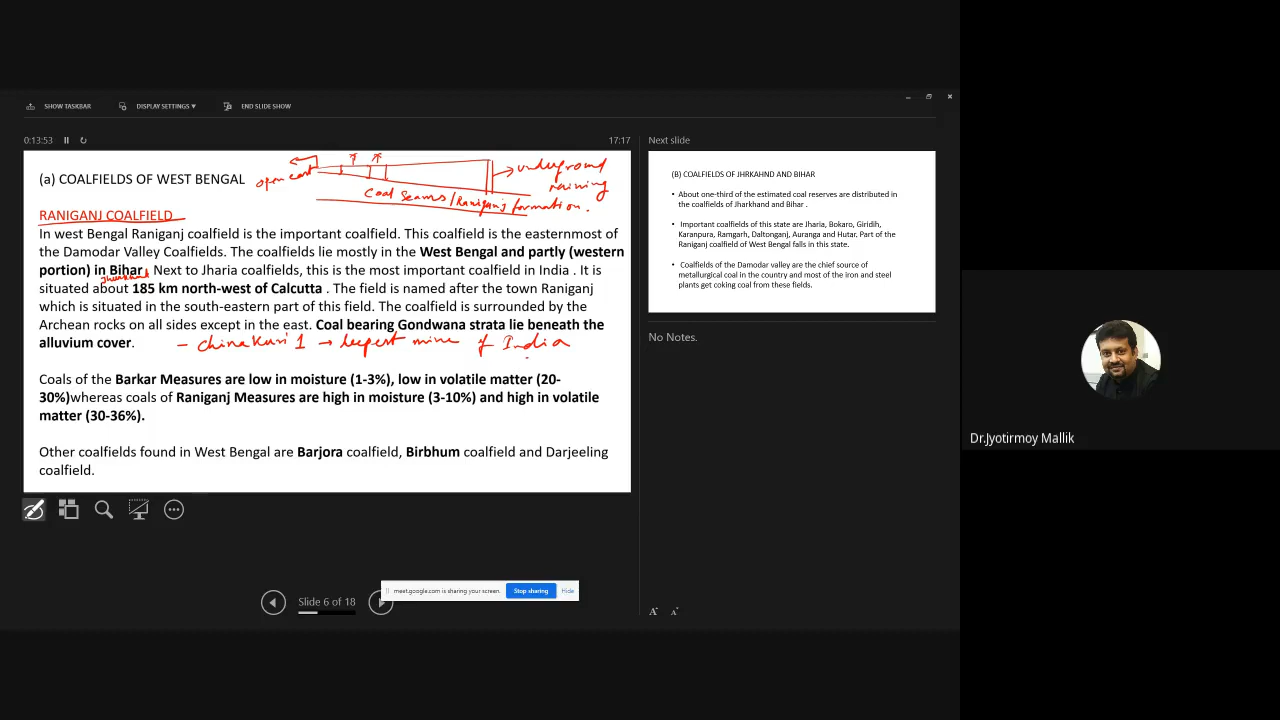 SHOW TASKBAR DISPLAY SETTINGS ▾ END SLIDE SHOW
0:13:53 17:17
(a) COALFIELDS OF WEST BENGAL
open cast
underground
mining
Coal Seams/Raniganj formation.
RANIGANJ COALFIELD
In west Bengal Raniganj coalfield is the important coalfield. This coalfield is the easternmost of
the Damodar Valley Coalfields. The coalfields lie mostly in the West Bengal and partly (western
portion) in Bihar. Next to Jharia coalfields, this is the most important coalfield in India . It is
Jharkhand
situated about 185 km north-west of Calcutta . The field is named after the town Raniganj
which is situated in the south-eastern part of this field. The coalfield is surrounded by the
Archean rocks on all sides except in the east. Coal bearing Gondwana strata lie beneath the
alluvium cover.
- Chinakuri 1 → deepest mine of India
Coals of the Barkar Measures are low in moisture (1-3%), low in volatile matter (20-
30%)whereas coals of Raniganj Measures are high in moisture (3-10%) and high in volatile
matter (30-36%).
Other coalfields found in West Bengal are Barjora coalfield, Birbhum coalfield and Darjeeling
coalfield.
Slide 6 of 18
meet.google.com is sharing your screen. Stop sharing Hide
Next slide
(B) COALFIELDS OF JHRKAHND AND BIHAR
• About one-third of the estimated coal reserves are distributed in
the coalfields of Jharkhand and Bihar .
• Important coalfields of this state are Jharia, Bokaro, Giridih,
Karanpura, Ramgarh, Daltonganj, Auranga and Hutar. Part of the
Raniganj coalfield of West Bengal falls in this state.
• Coalfields of the Damodar valley are the chief source of
metallurgical coal in the country and most of the iron and steel
plants get coking coal from these fields.
No Notes.
A A
Dr.Jyotirmoy Mallik